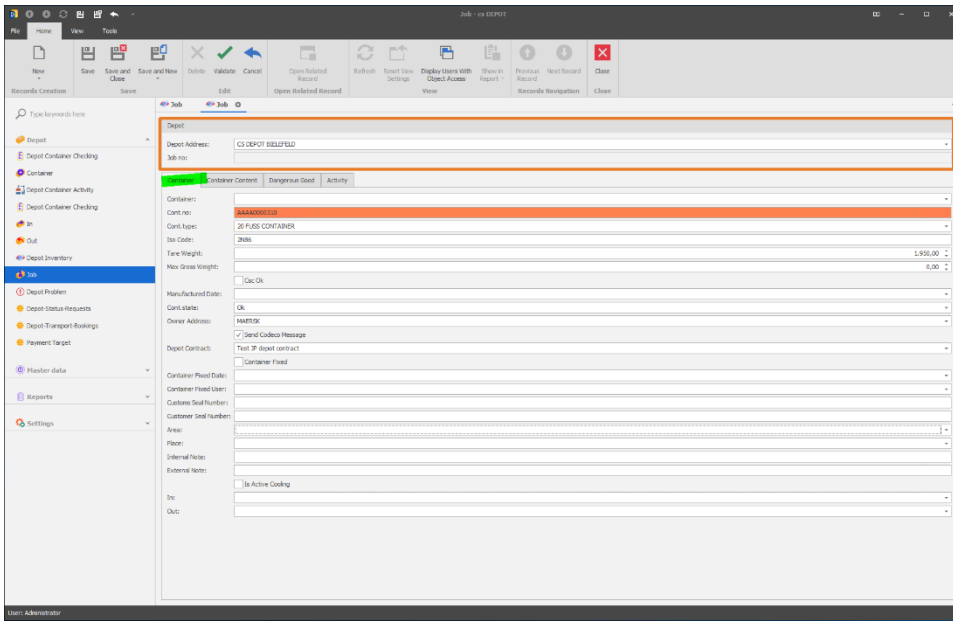 Job - cs DEPOT
File Home View Tools
New Save Save and Close Save and New Delete Validate Cancel Open Related Record Refresh Reset View Settings Display Users With Object Access Show in Report Previous Record Next Record Close
Records Creation Save Edit Open Related Record View Records Navigation Close
Type keywords here
Depot
Depot Container Checking
Container
Depot Container Activity
Depot Container Checking
In
Out
Depot Inventory
Job
Depot Problem
Depot-Status-Requests
Depot-Transport-Bookings
Payment Target
Master data
Reports
Settings
Job Job
Depot
Depot Address: CS DEPOT BIELEFELD
Job no:
Container Container Content Dangerous Good Activity
Container:
Cont.no: AAAA0000310
Cont.type: 20 FUSS CONTAINER
Iso Code: 2N86
Tare Weight: 1.950,00
Max Gross Weight: 0,00
Csc Ok
Manufactured Date:
Cont.state: Ok
Owner Address: MAERSK
Send Codeco Message
Depot Contract: Test IP depot contract
Container Fixed
Container Fixed Date:
Container Fixed User:
Customs Seal Number:
Customer Seal Number:
Area:
Place:
Internal Note:
External Note:
Is Active Cooling
In:
Out:
User: Administrator